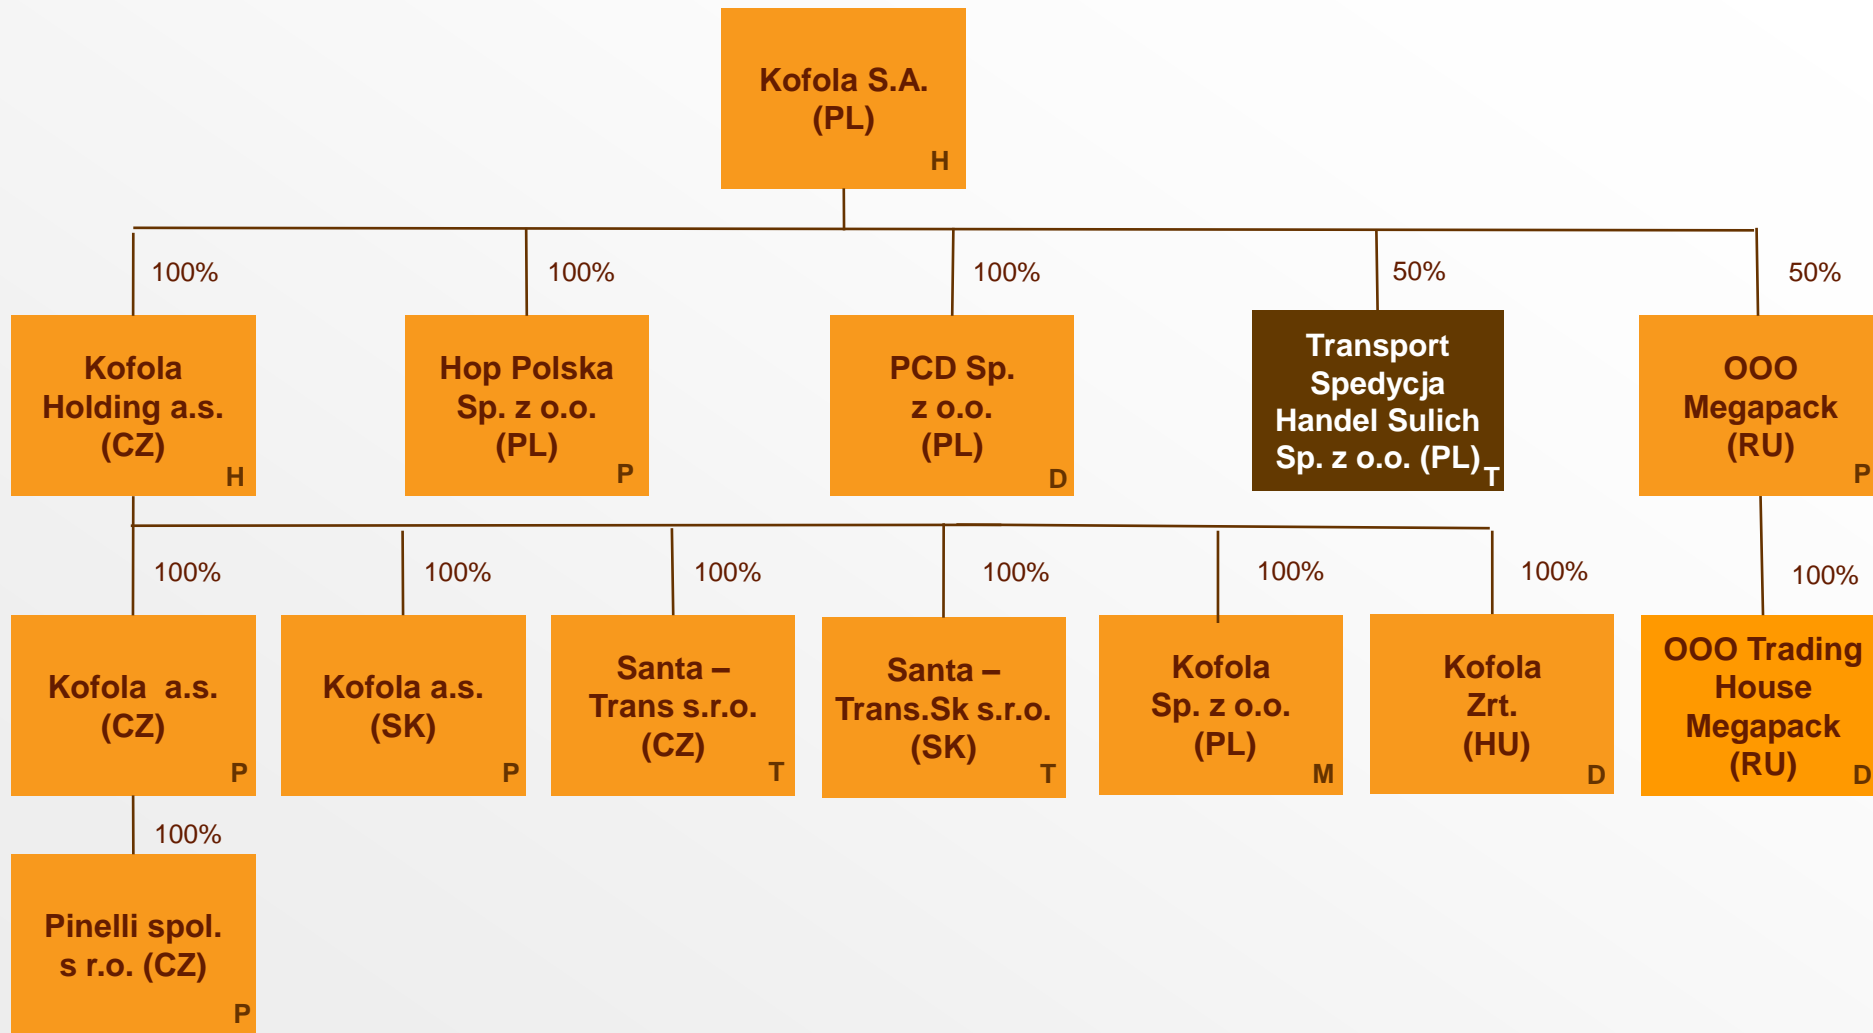 Kofola S.A.
(PL)
H
100%
100%
100%
50%
50%
Kofola
Holding a.s.
(CZ)
H
Hop Polska
Sp. z o.o.
(PL)
P
PCD Sp.
z o.o.
(PL)
D
Transport
Spedycja
Handel Sulich
Sp. z o.o. (PL)
T
OOO
Megapack
(RU)
P
100%
100%
100%
100%
100%
100%
100%
Kofola a.s.
(CZ)
P
Kofola a.s.
(SK)
P
Santa –
Trans s.r.o.
(CZ)
T
Santa –
Trans.Sk s.r.o.
(SK)
T
Kofola
Sp. z o.o.
(PL)
M
Kofola
Zrt.
(HU)
D
OOO Trading
House
Megapack
(RU)
D
100%
Pinelli spol.
s r.o. (CZ)
P